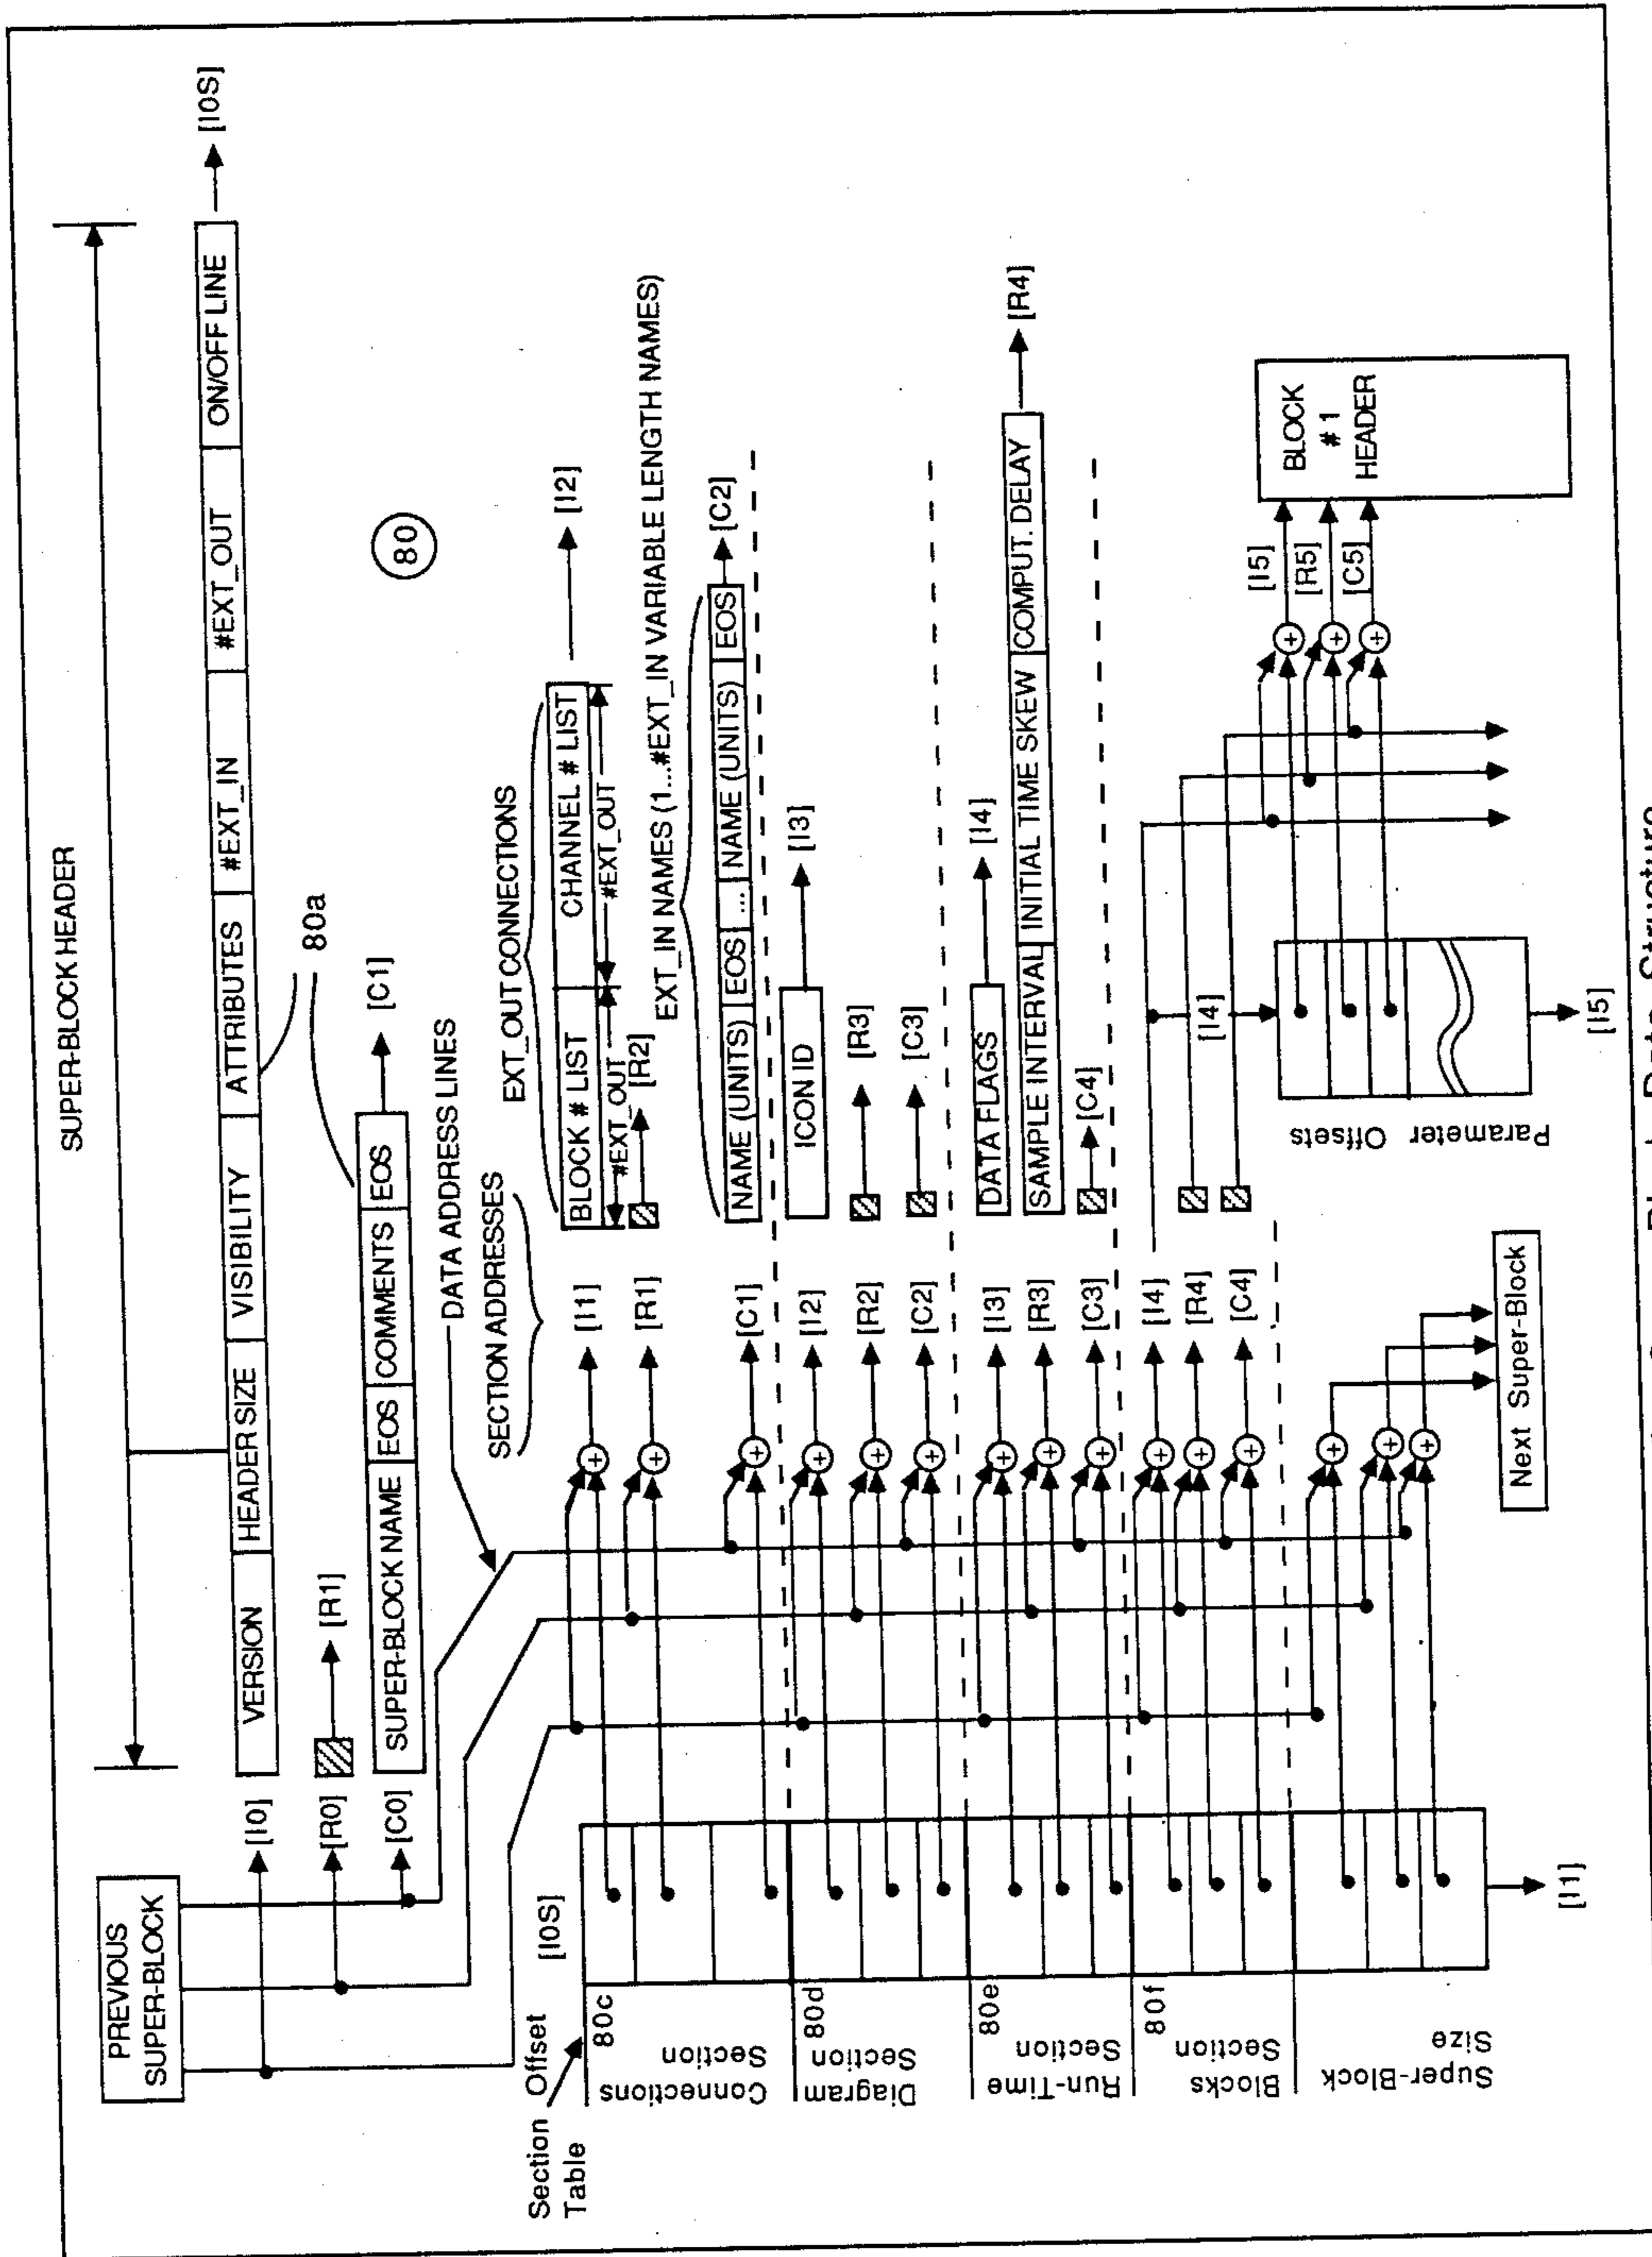 SUPER-BLOCK HEADER
PREVIOUS
SUPER-BLOCK
[I0]
VERSION HEADER SIZE VISIBILITY ATTRIBUTES #EXT_IN #EXT_OUT ON/OFF LINE [I0S]
[R0] [R1]
80a
[C0] SUPER-BLOCK NAME EOS COMMENTS EOS [C1]
80
DATA ADDRESS LINES
SECTION ADDRESSES
EXT_OUT CONNECTIONS
Section Offset
Table
[I0S]
80c
Connections
Section
[I1] BLOCK # LIST CHANNEL # LIST [I2]
#EXT_OUT #EXT_OUT
[R1] [R2]
EXT_IN NAMES (1...#EXT_IN VARIABLE LENGTH NAMES)
[C1] NAME (UNITS) EOS ... NAME (UNITS) EOS [C2]
80d
Diagram
Section
[I2] ICON ID [I3]
[R2] [R3]
[C2] [C3]
80e
Run-Time
Section
[I3] DATA FLAGS [I4]
[R3] SAMPLE INTERVAL INITIAL TIME SKEW COMPUT. DELAY [R4]
[C3] [C4]
80f
Blocks
Section
[I4]
[R4]
[C4]
[I4]
[I5]
[R5]
[C5]
BLOCK
# 1
HEADER
Parameter Offsets
[I5]
Super-Block
Size
[I1]
Next Super-Block